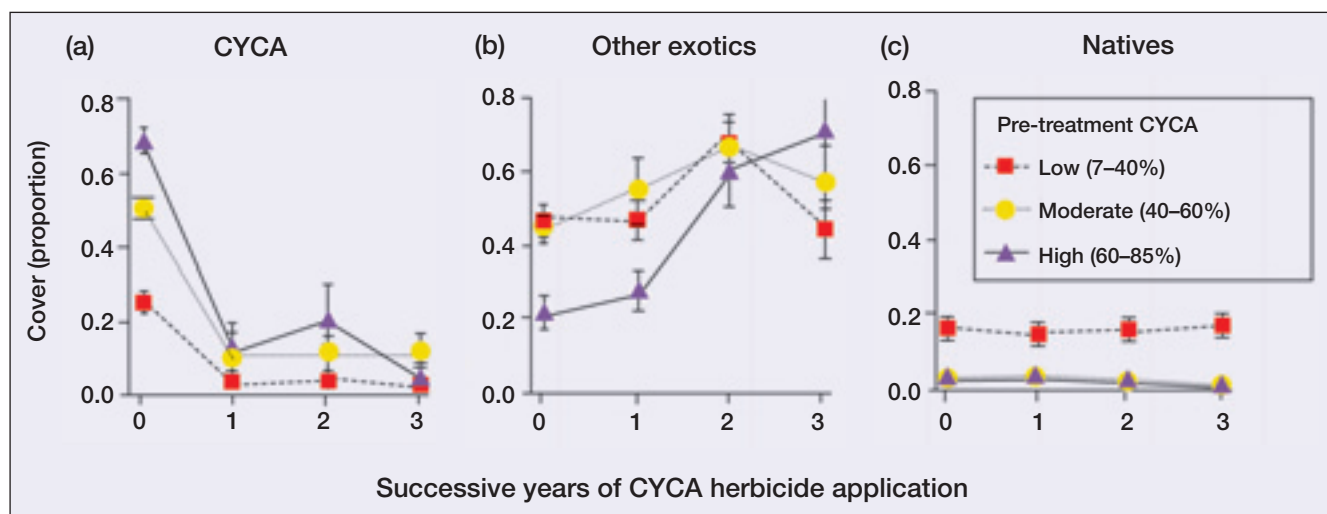 (a) CYCA
(b) Other exotics
(c) Natives
Cover (proportion)
0.8
0.6
0.4
0.2
0.0
0 1 2 3
0.8
0.6
0.4
0.2
0.0
0 1 2 3
0.8
0.6
0.4
0.2
0.0
0 1 2 3
Pre-treatment CYCA
Low (7–40%)
Moderate (40–60%)
High (60–85%)
Successive years of CYCA herbicide application